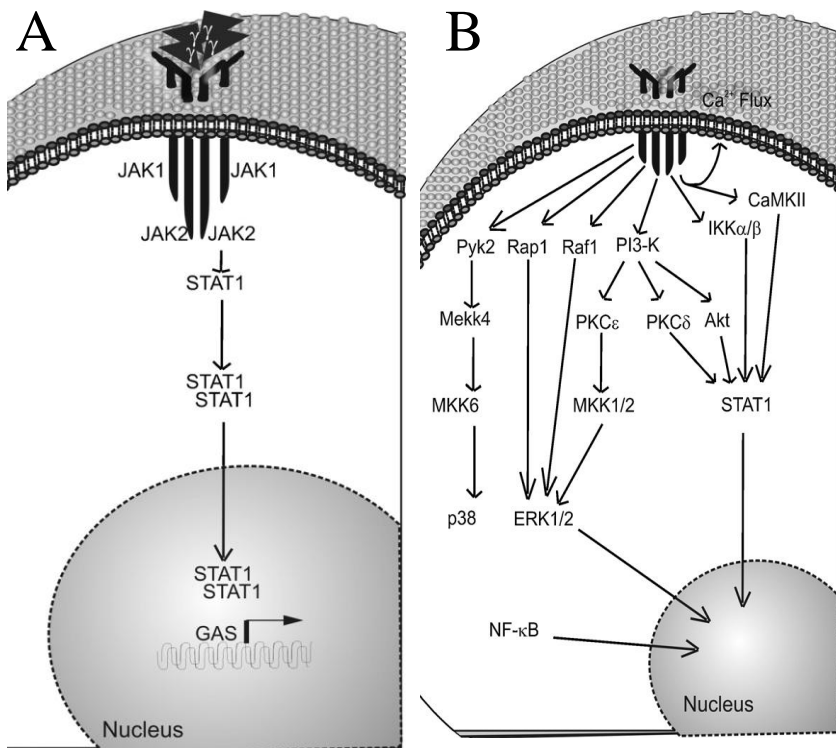 A
γ γ
γ γ
JAK1 JAK1
JAK2 JAK2
STAT1
STAT1
STAT1
STAT1
STAT1
GAS
Nucleus
B
Ca²⁺ Flux
CaMKII
IKKα/β
Pyk2 Rap1 Raf1 PI3-K
Mekk4 PKCε PKCδ Akt
MKK6 MKK1/2 STAT1
p38 ERK1/2
NF-κB
Nucleus